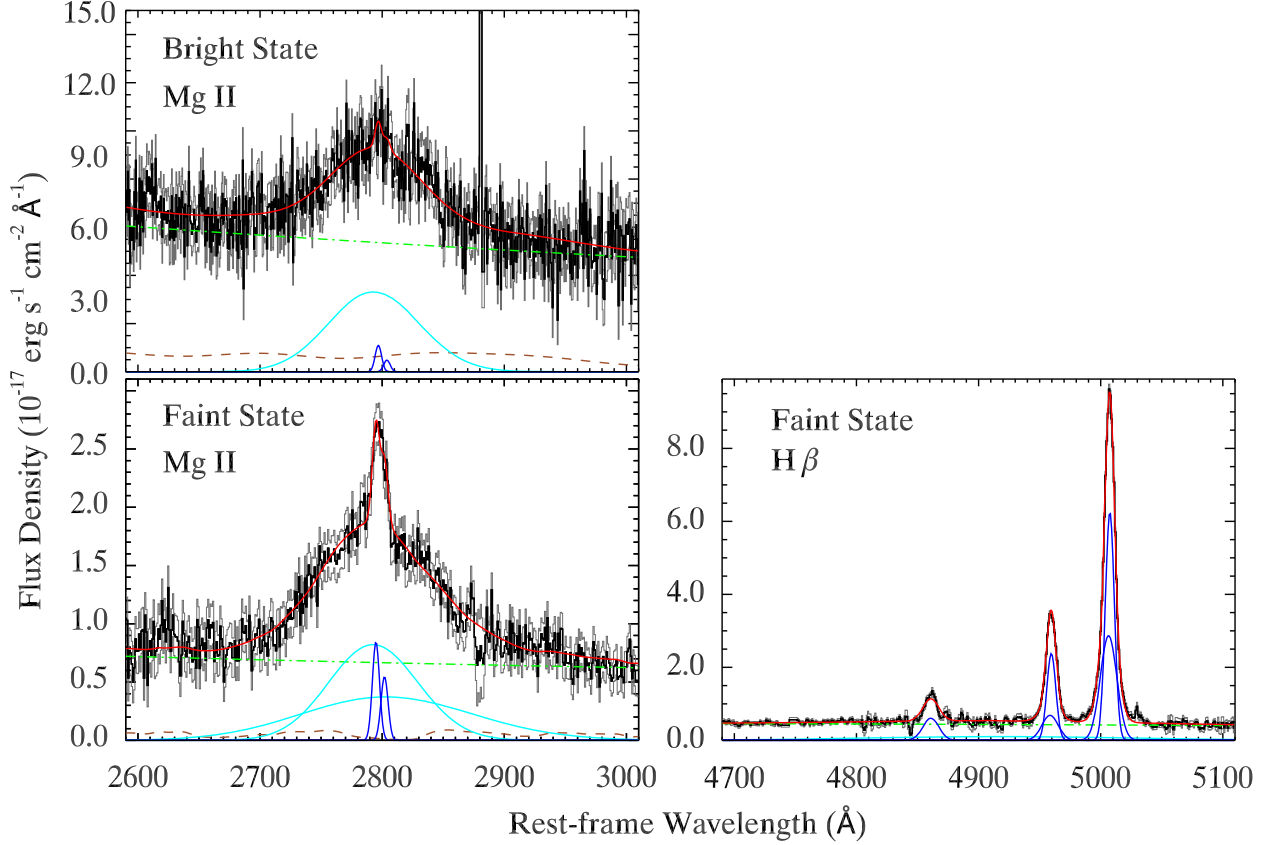 15.0
12.0
9.0
6.0
3.0
0.0
Bright State
Mg II
Flux Density (10⁻¹⁷ erg s⁻¹ cm⁻² Å⁻¹)
2.5
2.0
1.5
1.0
0.5
0.0
Faint State
Mg II
2600 2700 2800 2900 3000
8.0
6.0
4.0
2.0
0.0
Faint State
H β
4700 4800 4900 5000 5100
Rest-frame Wavelength (Å)